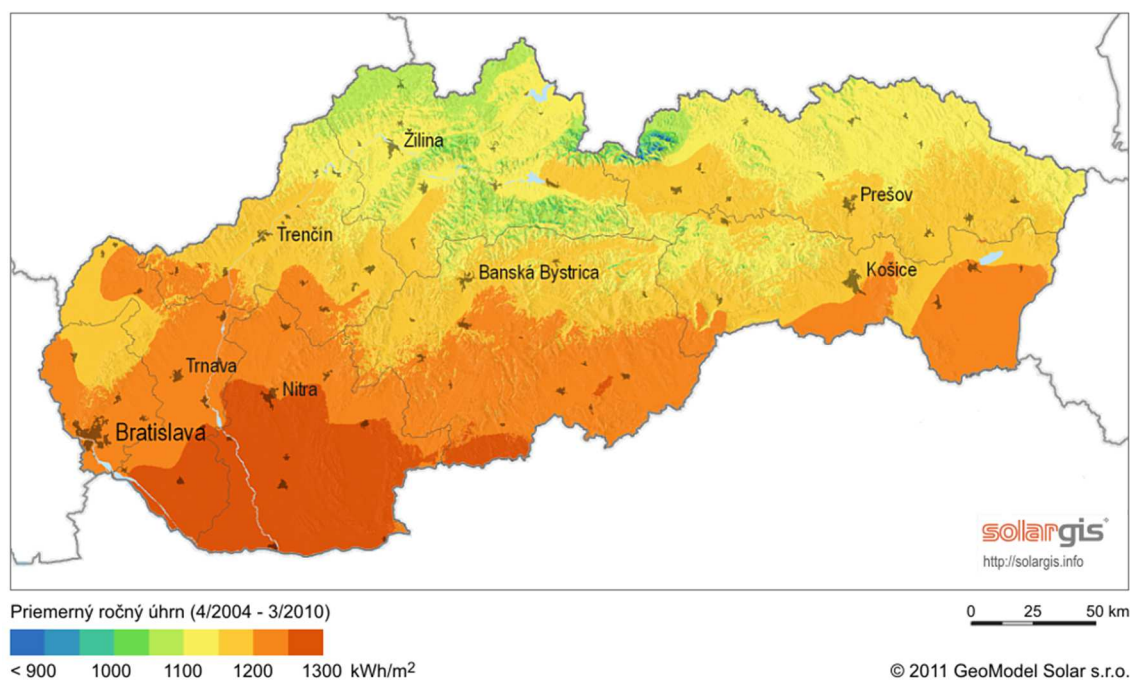 Žilina
Prešov
Trenčín
Banská Bystrica
Košice
Trnava
Nitra
Bratislava
solargis
http://solargis.info
Priemerný ročný úhrn (4/2004 - 3/2010)
< 900 1000 1100 1200 1300 kWh/m2
0 25 50 km
© 2011 GeoModel Solar s.r.o.